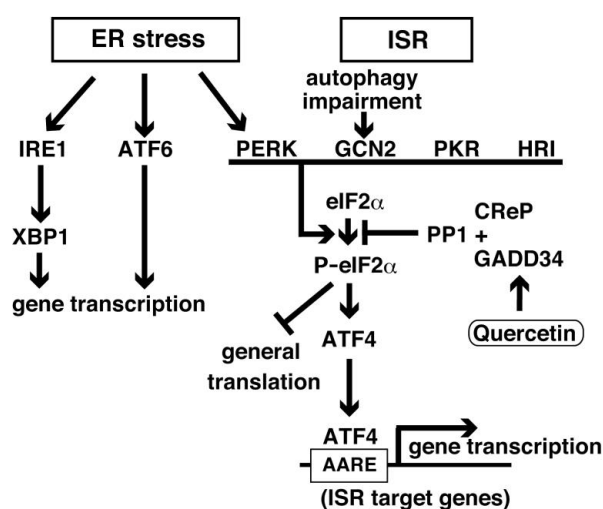 ER stress
ISR
autophagy
impairment
IRE1 ATF6 PERK GCN2 PKR HRI
eIF2α
CReP
XBP1
PP1 +
P-eIF2α
GADD34
gene transcription
ATF4
Quercetin
general
translation
ATF4
gene transcription
AARE
(ISR target genes)